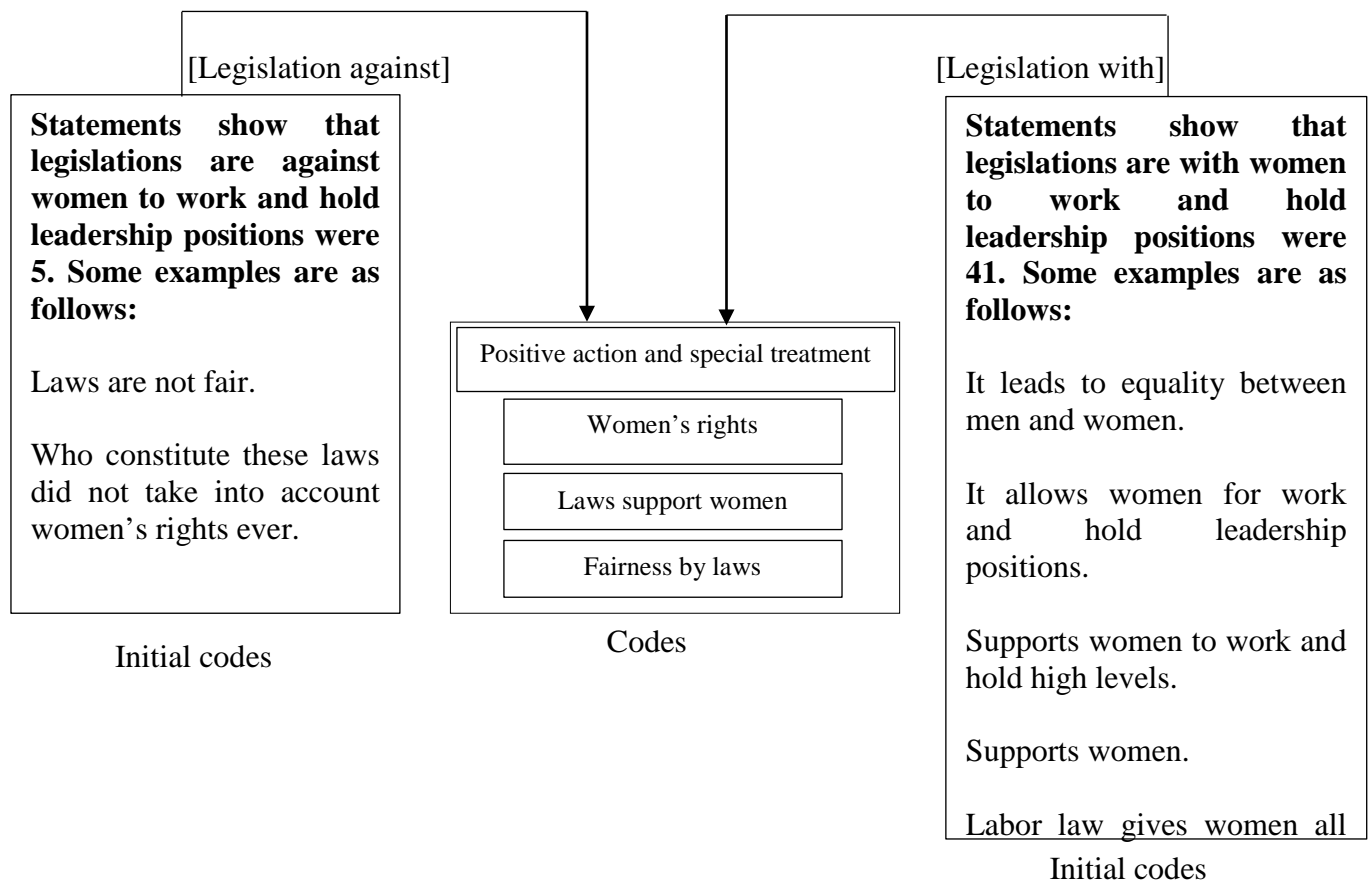 [Legislation against]
Statements show that
legislations are against
women to work and hold
leadership positions were
5. Some examples are as
follows:
Laws are not fair.
Who constitute these laws
did not take into account
women’s rights ever.
Initial codes
Positive action and special treatment
Women’s rights
Laws support women
Fairness by laws
Codes
[Legislation with]
Statements show that
legislations are with women
to work and hold
leadership positions were
41. Some examples are as
follows:
It leads to equality between
men and women.
It allows women for work
and hold leadership
positions.
Supports women to work and
hold high levels.
Supports women.
Labor law gives women all
Initial codes